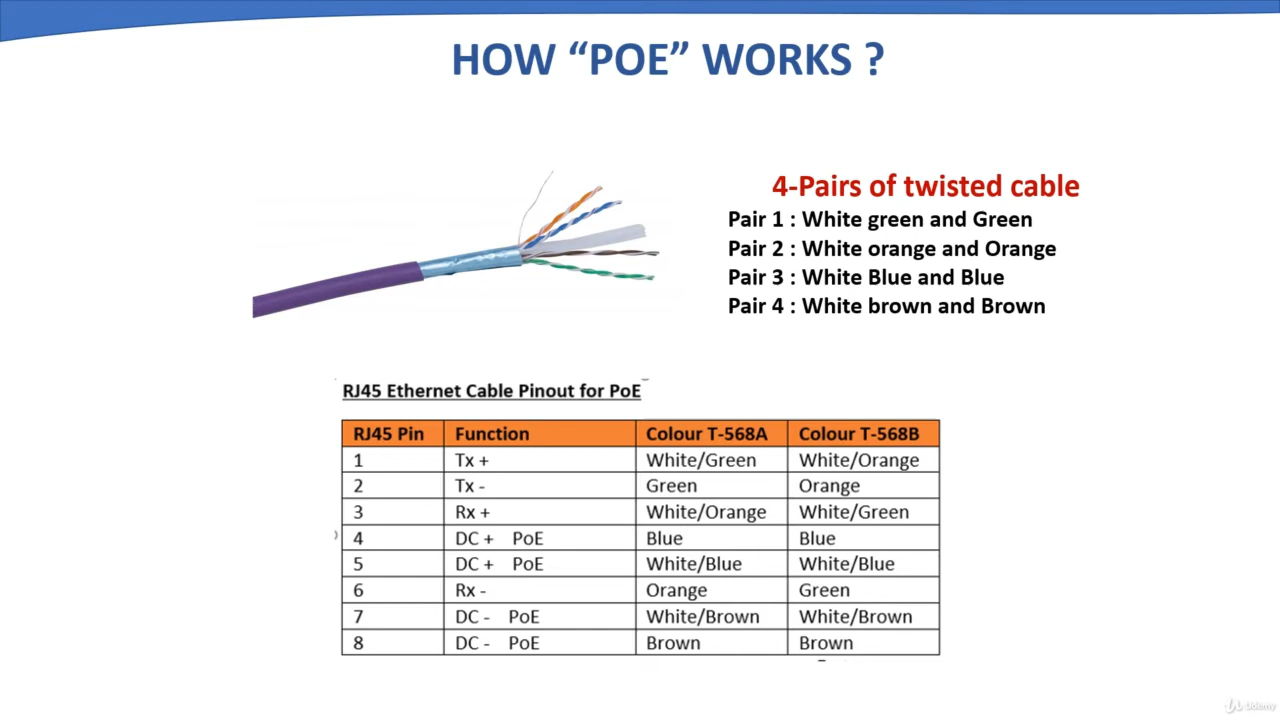 HOW “POE” WORKS ?
4-Pairs of twisted cable
Pair 1 : White green and Green
Pair 2 : White orange and Orange
Pair 3 : White Blue and Blue
Pair 4 : White brown and Brown
RJ45 Ethernet Cable Pinout for PoE
RJ45 Pin Function Colour T-568A Colour T-568B
1 Tx + White/Green White/Orange
2 Tx - Green Orange
3 Rx + White/Orange White/Green
4 DC + PoE Blue Blue
5 DC + PoE White/Blue White/Blue
6 Rx - Orange Green
7 DC - PoE White/Brown White/Brown
8 DC - PoE Brown Brown
Udemy